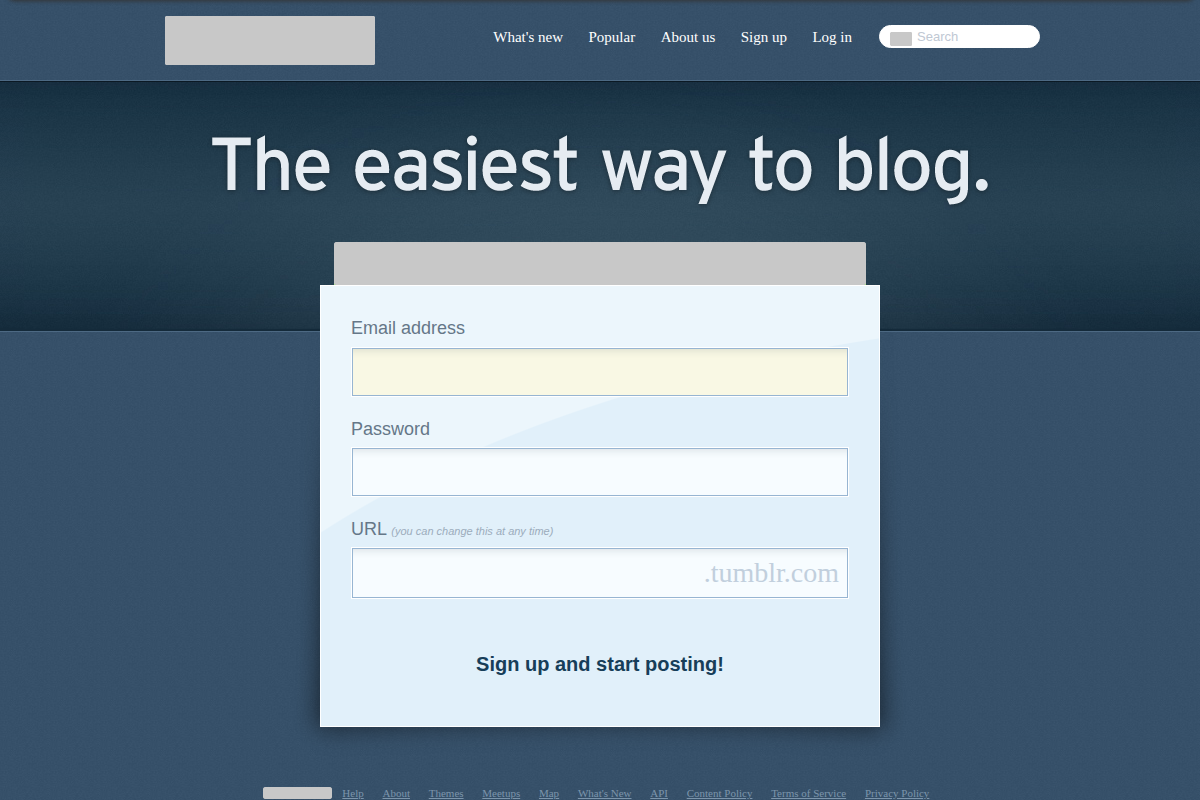 What's new Popular About us Sign up Log in Search
The easiest way to blog.
Email address
Password
URL (you can change this at any time)
.tumblr.com
Sign up and start posting!
Help About Themes Meetups Map What's New API Content Policy Terms of Service Privacy Policy